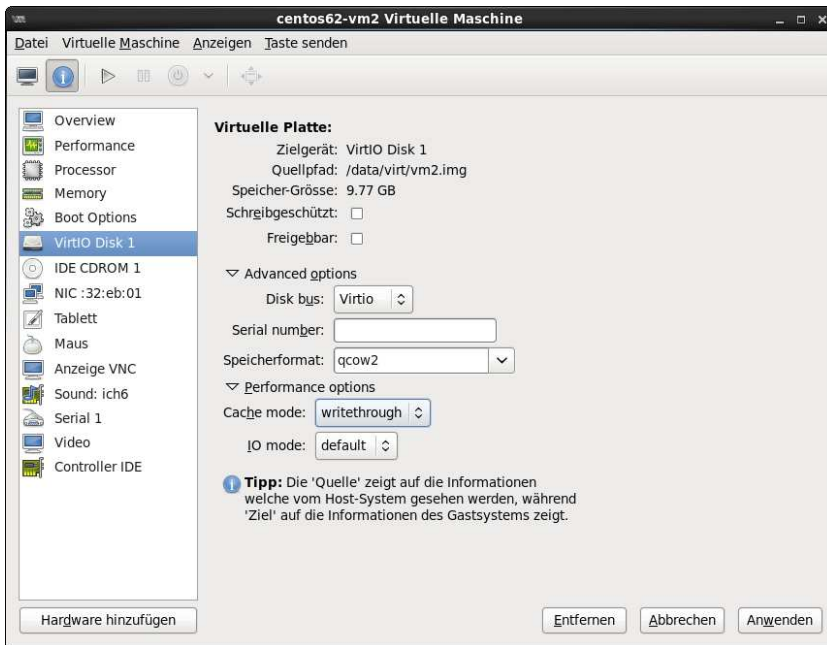 centos62-vm2 Virtuelle Maschine
Datei Virtuelle Maschine Anzeigen Taste senden
Overview
Performance
Processor
Memory
Boot Options
VirtIO Disk 1
IDE CDROM 1
NIC :32:eb:01
Tablett
Maus
Anzeige VNC
Sound: ich6
Serial 1
Video
Controller IDE
Hardware hinzufügen
Virtuelle Platte:
Zielgerät: VirtIO Disk 1
Quellpfad: /data/virt/vm2.img
Speicher-Grösse: 9.77 GB
Schreibgeschützt:
Freigebbar:
Advanced options
Disk bus: Virtio
Serial number:
Speicherformat: qcow2
Performance options
Cache mode: writethrough
IO mode: default
Tipp: Die 'Quelle' zeigt auf die Informationen
welche vom Host-System gesehen werden, während
'Ziel' auf die Informationen des Gastsystems zeigt.
Entfernen Abbrechen Anwenden